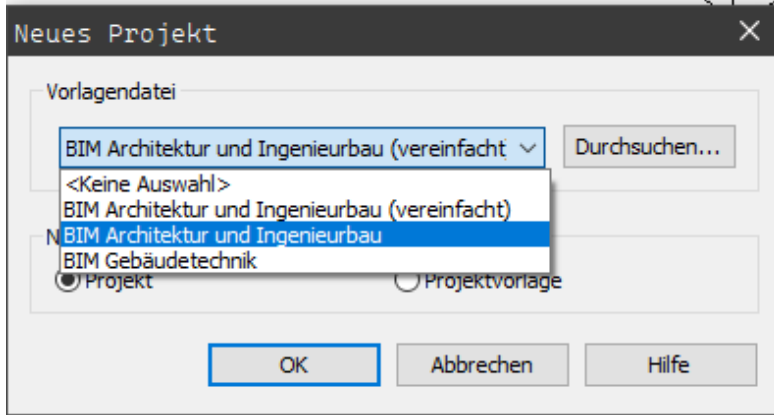 Neues Projekt
Vorlagendatei
BIM Architektur und Ingenieurbau (vereinfacht
Durchsuchen...
<Keine Auswahl>
BIM Architektur und Ingenieurbau (vereinfacht)
N
BIM Architektur und Ingenieurbau
BIM Gebäudetechnik
Projekt
Projektvorlage
OK
Abbrechen
Hilfe